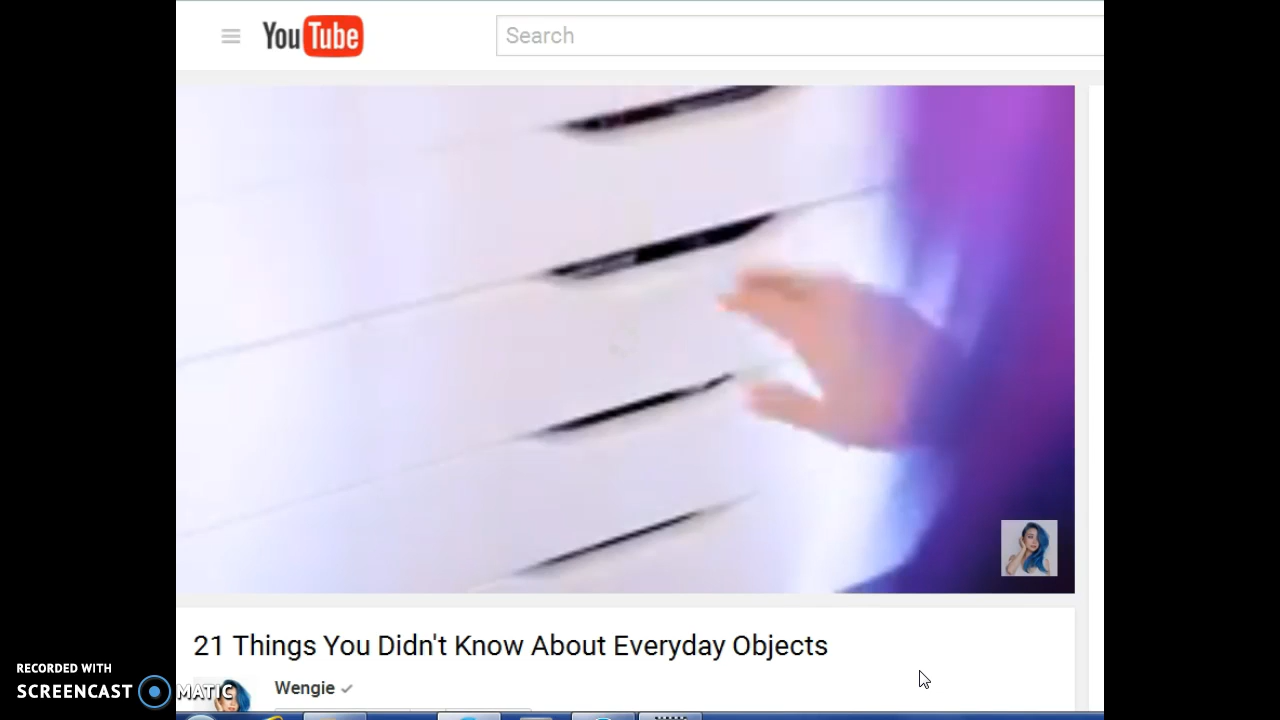 YouTube
Search
21 Things You Didn't Know About Everyday Objects
Wengie
RECORDED WITH
SCREENCAST MATIC